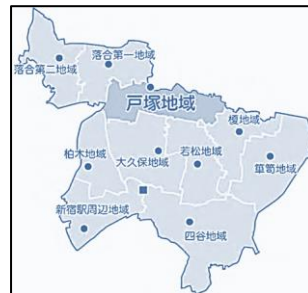 落合第一地域
落合第二地域
戸塚地域
榎地域
柏木地域
大久保地域
若松地域
箪笥地域
新宿駅周辺地域
四谷地域